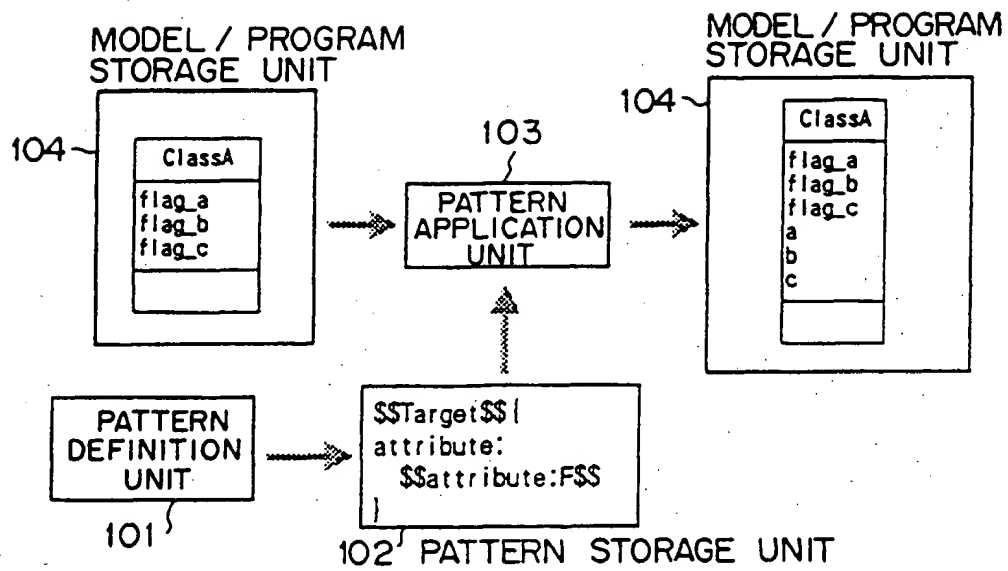 MODEL / PROGRAM
STORAGE UNIT
104
ClassA
flag_a
flag_b
flag_c
103
PATTERN
APPLICATION
UNIT
MODEL / PROGRAM
STORAGE UNIT
104
ClassA
flag_a
flag_b
flag_c
a
b
c
PATTERN
DEFINITION
UNIT
101
$$Target$${
attribute:
$$attribute:F$$
}
102 PATTERN STORAGE UNIT